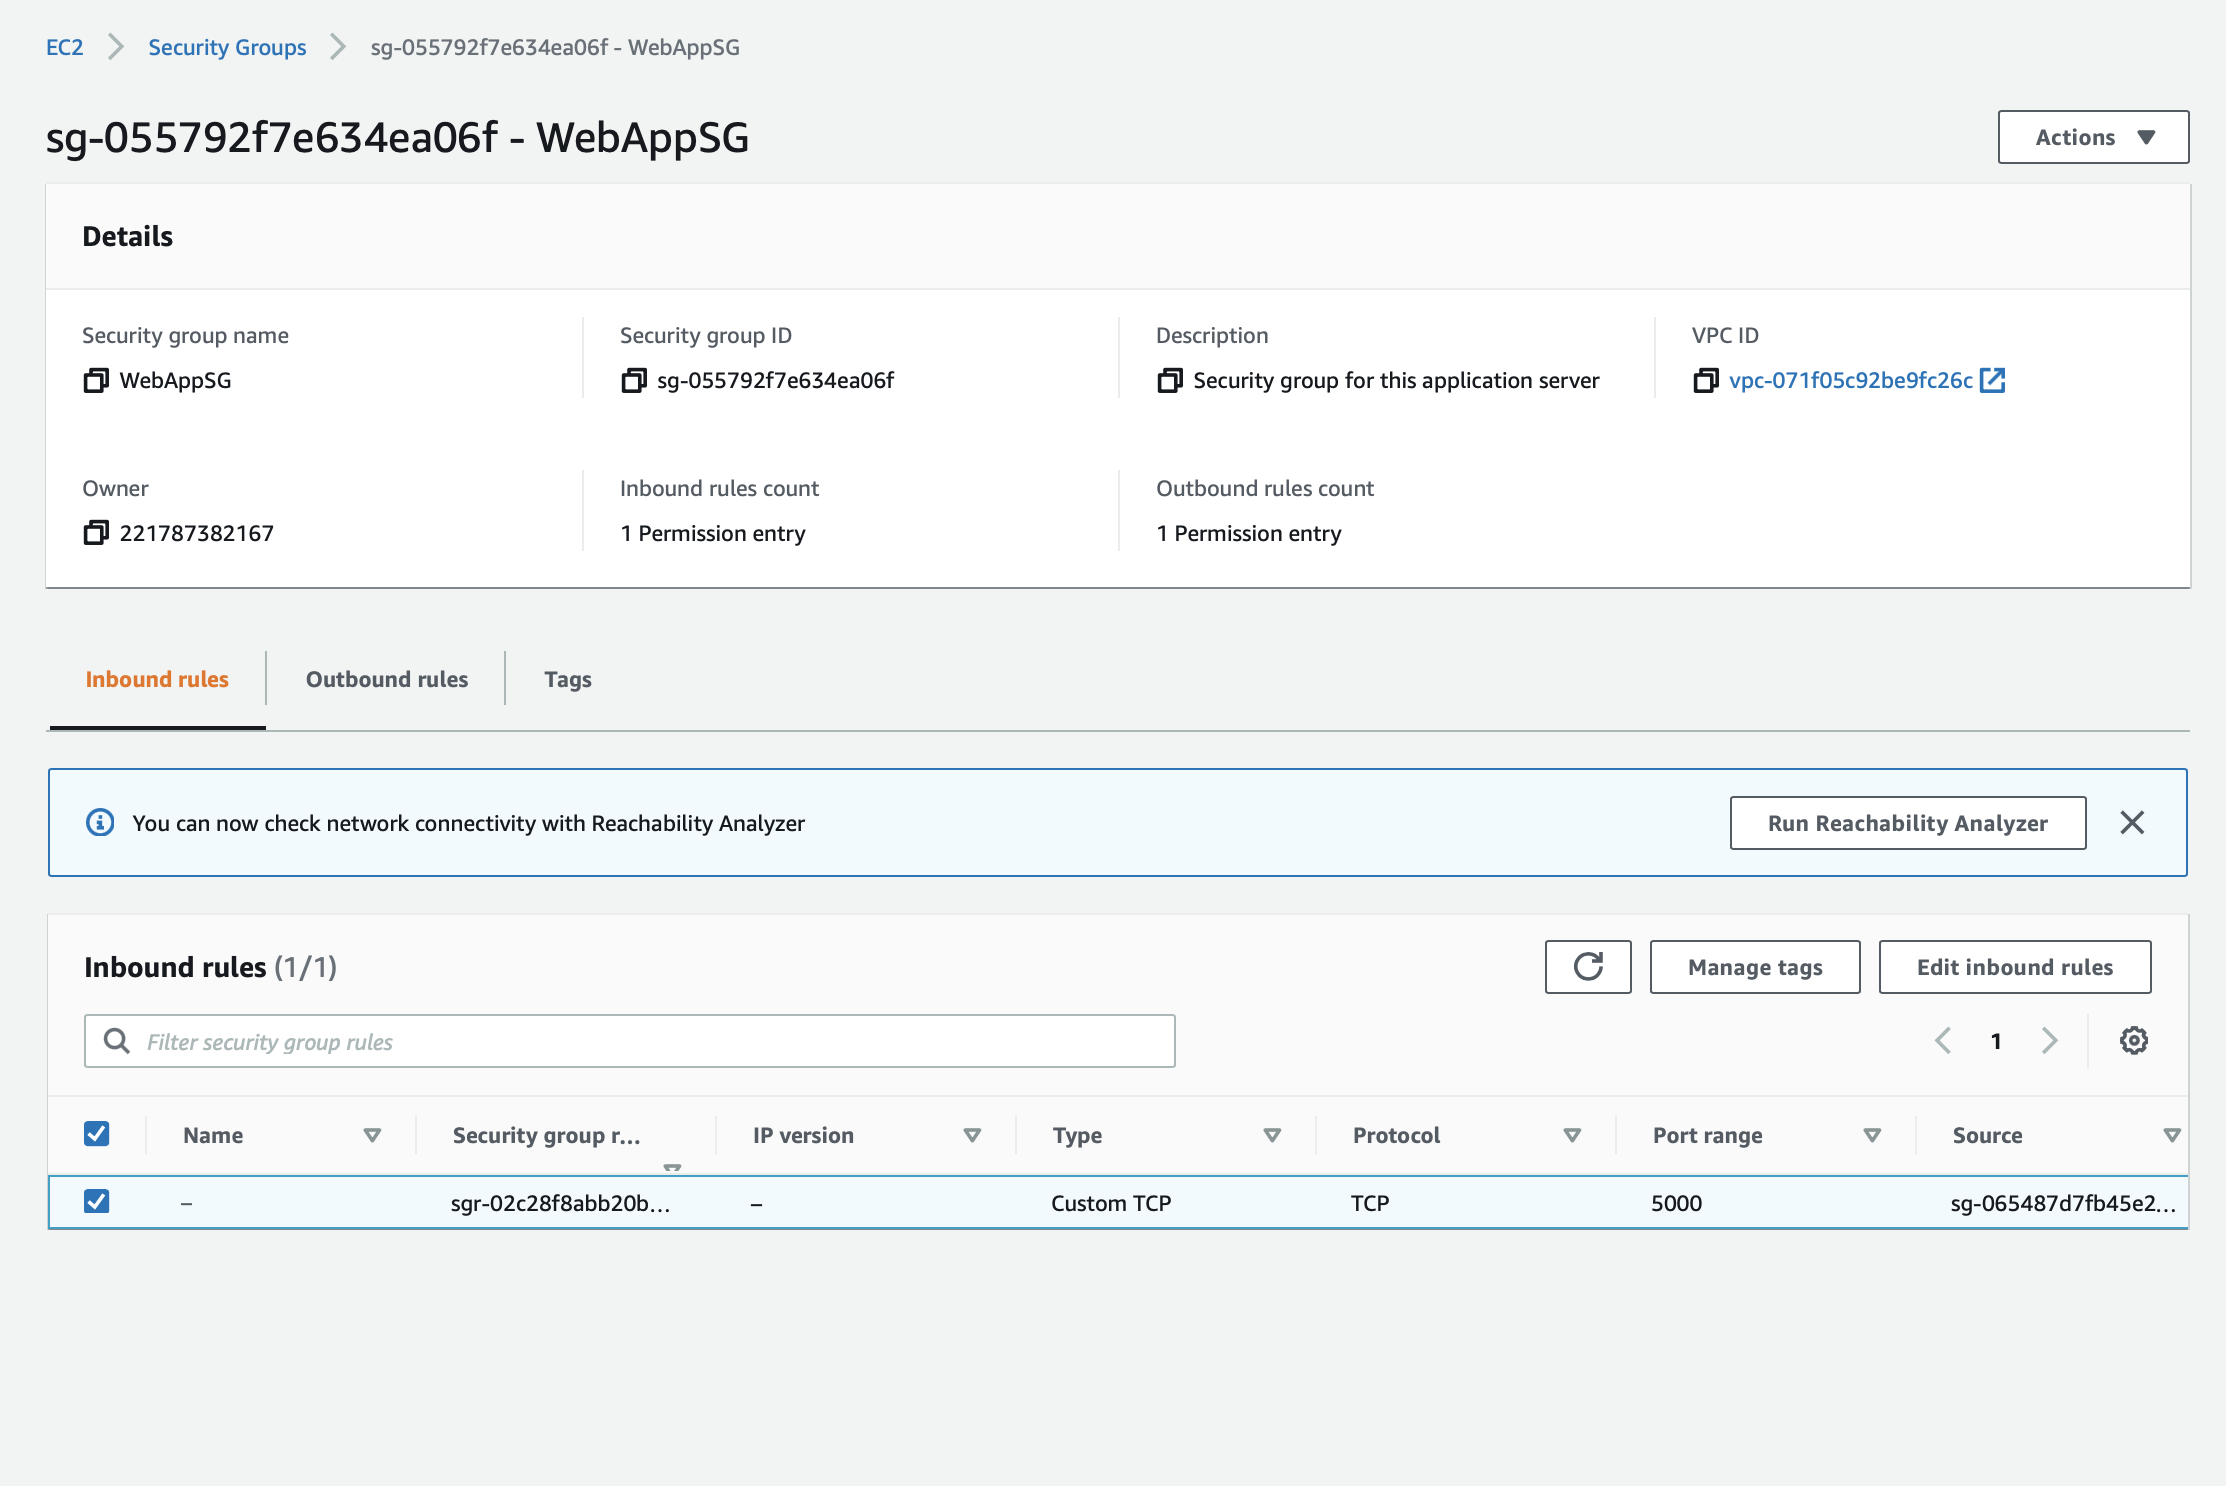 EC2 Security Groups sg-055792f7e634ea06f - WebAppSG
sg-055792f7e634ea06f - WebAppSG
Actions
Details
Security group name
WebAppSG
Security group ID
sg-055792f7e634ea06f
Description
Security group for this application server
VPC ID
vpc-071f05c92be9fc26c
Owner
221787382167
Inbound rules count
1 Permission entry
Outbound rules count
1 Permission entry
Inbound rules Outbound rules Tags
You can now check network connectivity with Reachability Analyzer
Run Reachability Analyzer
Inbound rules (1/1)
Manage tags
Edit inbound rules
Filter security group rules
1
Name Security group r... IP version Type Protocol Port range Source
– sgr-02c28f8abb20b... – Custom TCP TCP 5000 sg-065487d7fb45e2...